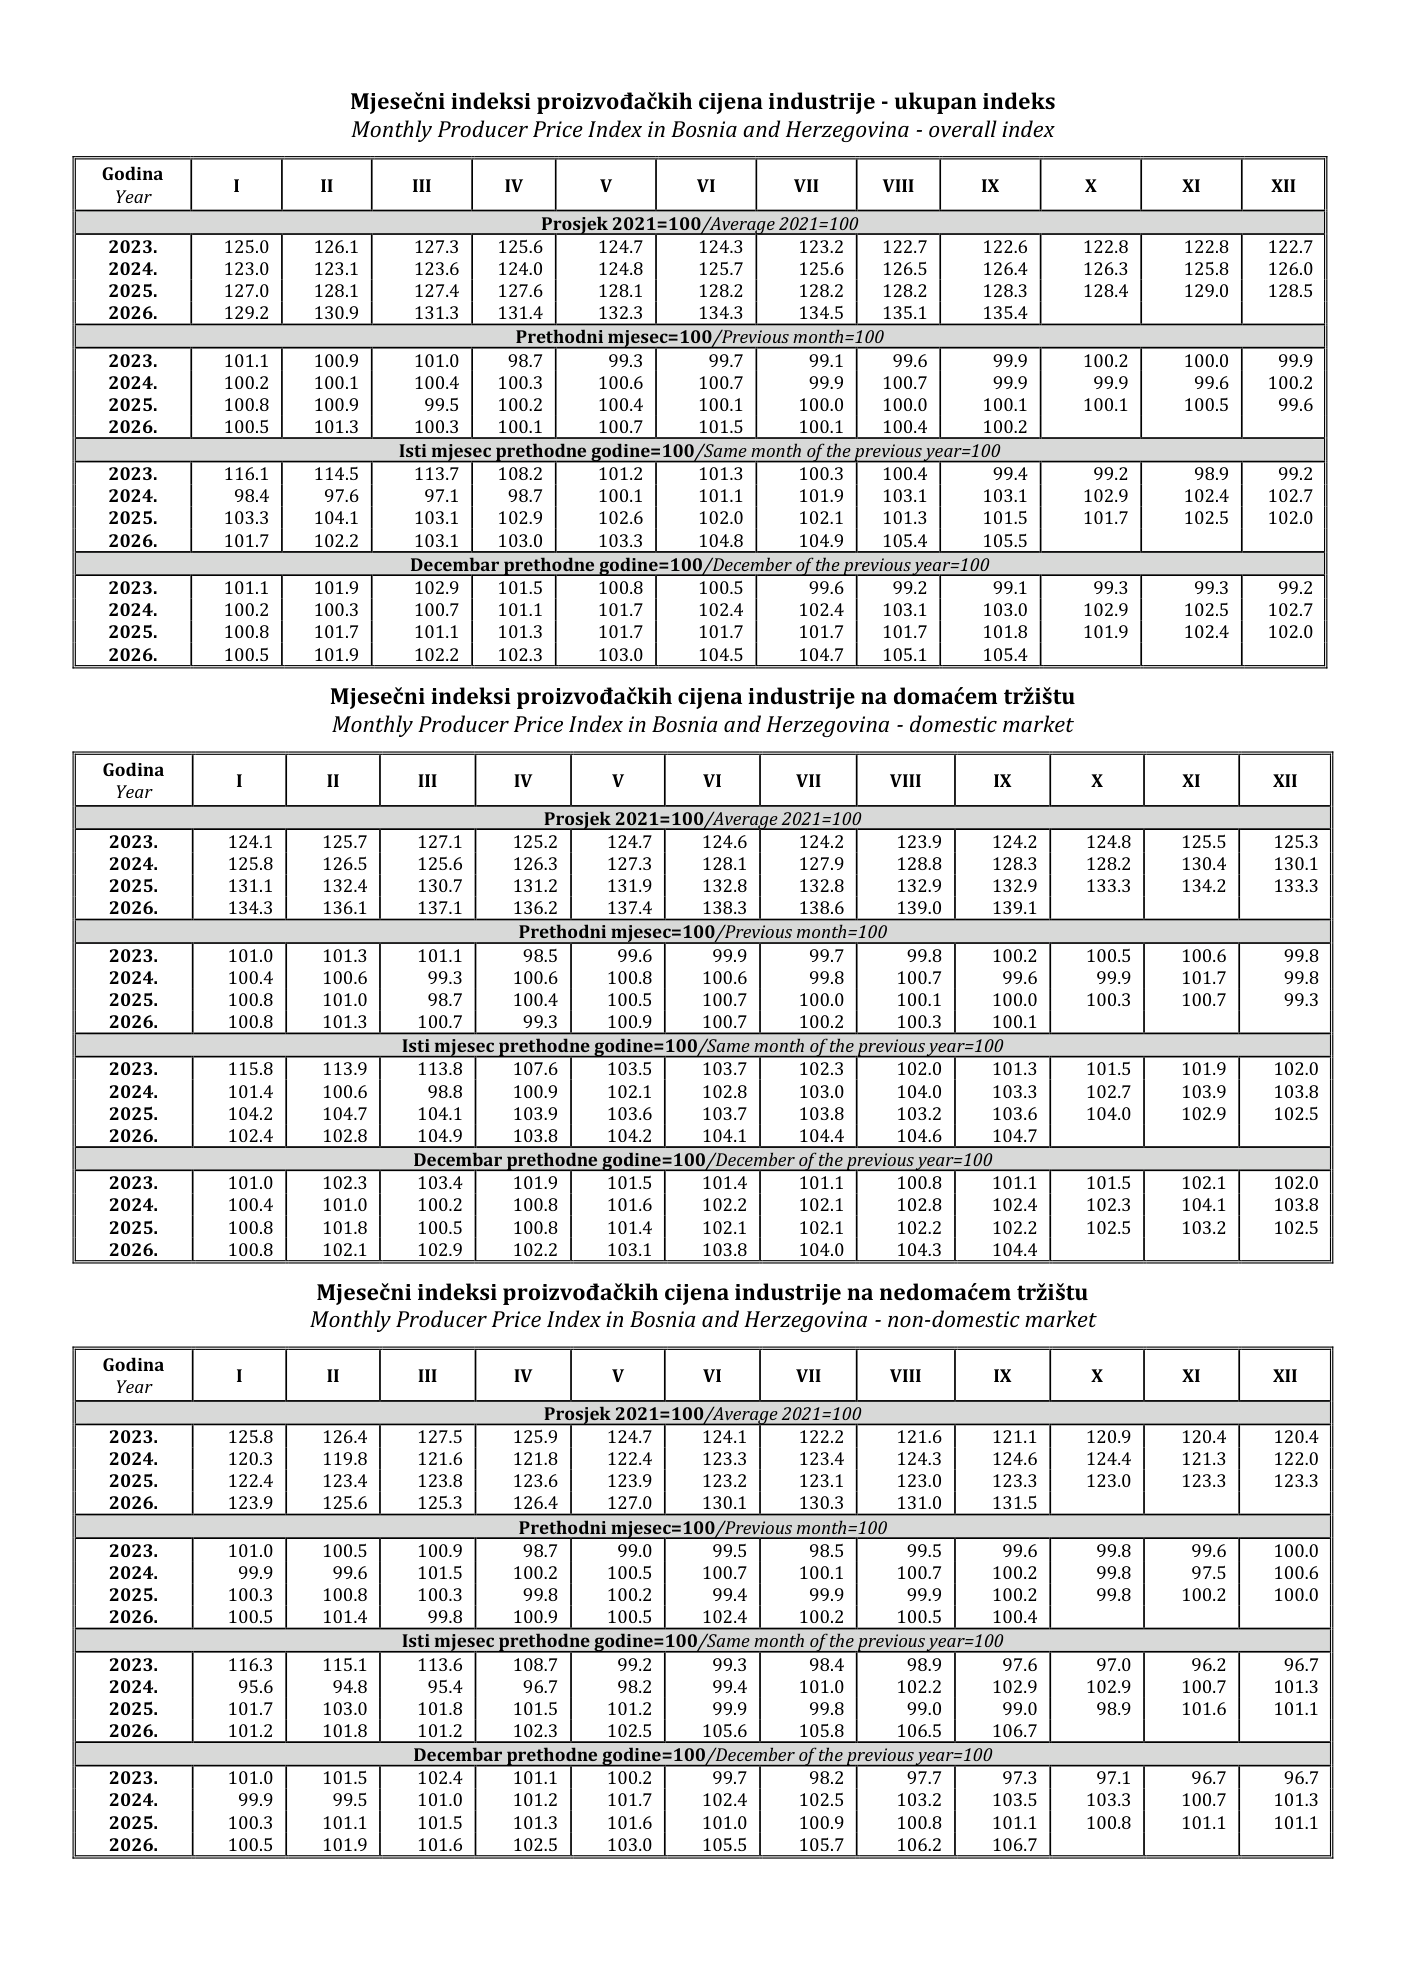 Mjesečni indeksi proizvođačkih cijena industrije - ukupan indeks
Monthly Producer Price Index in Bosnia and Herzegovina - overall index
Godina Year I II III IV V VI VII VIII IX X XI XII
Prosjek 2021=100/Average 2021=100
2023. 125.0 126.1 127.3 125.6 124.7 124.3 123.2 122.7 122.6 122.8 122.8 122.7
2024. 123.0 123.1 123.6 124.0 124.8 125.7 125.6 126.5 126.4 126.3 125.8 126.0
2025. 127.0 128.1 127.4 127.6 128.1 128.2 128.2 128.2 128.3 128.4 129.0 128.5
2026. 129.2 130.9 131.3 131.4 132.3 134.3 134.5 135.1 135.4
Prethodni mjesec=100/Previous month=100
2023. 101.1 100.9 101.0 98.7 99.3 99.7 99.1 99.6 99.9 100.2 100.0 99.9
2024. 100.2 100.1 100.4 100.3 100.6 100.7 99.9 100.7 99.9 99.9 99.6 100.2
2025. 100.8 100.9 99.5 100.2 100.4 100.1 100.0 100.0 100.1 100.1 100.5 99.6
2026. 100.5 101.3 100.3 100.1 100.7 101.5 100.1 100.4 100.2
Isti mjesec prethodne godine=100/Same month of the previous year=100
2023. 116.1 114.5 113.7 108.2 101.2 101.3 100.3 100.4 99.4 99.2 98.9 99.2
2024. 98.4 97.6 97.1 98.7 100.1 101.1 101.9 103.1 103.1 102.9 102.4 102.7
2025. 103.3 104.1 103.1 102.9 102.6 102.0 102.1 101.3 101.5 101.7 102.5 102.0
2026. 101.7 102.2 103.1 103.0 103.3 104.8 104.9 105.4 105.5
Decembar prethodne godine=100/December of the previous year=100
2023. 101.1 101.9 102.9 101.5 100.8 100.5 99.6 99.2 99.1 99.3 99.3 99.2
2024. 100.2 100.3 100.7 101.1 101.7 102.4 102.4 103.1 103.0 102.9 102.5 102.7
2025. 100.8 101.7 101.1 101.3 101.7 101.7 101.7 101.7 101.8 101.9 102.4 102.0
2026. 100.5 101.9 102.2 102.3 103.0 104.5 104.7 105.1 105.4
Mjesečni indeksi proizvođačkih cijena industrije na domaćem tržištu
Monthly Producer Price Index in Bosnia and Herzegovina - domestic market
Godina Year I II III IV V VI VII VIII IX X XI XII
Prosjek 2021=100/Average 2021=100
2023. 124.1 125.7 127.1 125.2 124.7 124.6 124.2 123.9 124.2 124.8 125.5 125.3
2024. 125.8 126.5 125.6 126.3 127.3 128.1 127.9 128.8 128.3 128.2 130.4 130.1
2025. 131.1 132.4 130.7 131.2 131.9 132.8 132.8 132.9 132.9 133.3 134.2 133.3
2026. 134.3 136.1 137.1 136.2 137.4 138.3 138.6 139.0 139.1
Prethodni mjesec=100/Previous month=100
2023. 101.0 101.3 101.1 98.5 99.6 99.9 99.7 99.8 100.2 100.5 100.6 99.8
2024. 100.4 100.6 99.3 100.6 100.8 100.6 99.8 100.7 99.6 99.9 101.7 99.8
2025. 100.8 101.0 98.7 100.4 100.5 100.7 100.0 100.1 100.0 100.3 100.7 99.3
2026. 100.8 101.3 100.7 99.3 100.9 100.7 100.2 100.3 100.1
Isti mjesec prethodne godine=100/Same month of the previous year=100
2023. 115.8 113.9 113.8 107.6 103.5 103.7 102.3 102.0 101.3 101.5 101.9 102.0
2024. 101.4 100.6 98.8 100.9 102.1 102.8 103.0 104.0 103.3 102.7 103.9 103.8
2025. 104.2 104.7 104.1 103.9 103.6 103.7 103.8 103.2 103.6 104.0 102.9 102.5
2026. 102.4 102.8 104.9 103.8 104.2 104.1 104.4 104.6 104.7
Decembar prethodne godine=100/December of the previous year=100
2023. 101.0 102.3 103.4 101.9 101.5 101.4 101.1 100.8 101.1 101.5 102.1 102.0
2024. 100.4 101.0 100.2 100.8 101.6 102.2 102.1 102.8 102.4 102.3 104.1 103.8
2025. 100.8 101.8 100.5 100.8 101.4 102.1 102.1 102.2 102.2 102.5 103.2 102.5
2026. 100.8 102.1 102.9 102.2 103.1 103.8 104.0 104.3 104.4
Mjesečni indeksi proizvođačkih cijena industrije na nedomaćem tržištu
Monthly Producer Price Index in Bosnia and Herzegovina - non-domestic market
Godina Year I II III IV V VI VII VIII IX X XI XII
Prosjek 2021=100/Average 2021=100
2023. 125.8 126.4 127.5 125.9 124.7 124.1 122.2 121.6 121.1 120.9 120.4 120.4
2024. 120.3 119.8 121.6 121.8 122.4 123.3 123.4 124.3 124.6 124.4 121.3 122.0
2025. 122.4 123.4 123.8 123.6 123.9 123.2 123.1 123.0 123.3 123.0 123.3 123.3
2026. 123.9 125.6 125.3 126.4 127.0 130.1 130.3 131.0 131.5
Prethodni mjesec=100/Previous month=100
2023. 101.0 100.5 100.9 98.7 99.0 99.5 98.5 99.5 99.6 99.8 99.6 100.0
2024. 99.9 99.6 101.5 100.2 100.5 100.7 100.1 100.7 100.2 99.8 97.5 100.6
2025. 100.3 100.8 100.3 99.8 100.2 99.4 99.9 99.9 100.2 99.8 100.2 100.0
2026. 100.5 101.4 99.8 100.9 100.5 102.4 100.2 100.5 100.4
Isti mjesec prethodne godine=100/Same month of the previous year=100
2023. 116.3 115.1 113.6 108.7 99.2 99.3 98.4 98.9 97.6 97.0 96.2 96.7
2024. 95.6 94.8 95.4 96.7 98.2 99.4 101.0 102.2 102.9 102.9 100.7 101.3
2025. 101.7 103.0 101.8 101.5 101.2 99.9 99.8 99.0 99.0 98.9 101.6 101.1
2026. 101.2 101.8 101.2 102.3 102.5 105.6 105.8 106.5 106.7
Decembar prethodne godine=100/December of the previous year=100
2023. 101.0 101.5 102.4 101.1 100.2 99.7 98.2 97.7 97.3 97.1 96.7 96.7
2024. 99.9 99.5 101.0 101.2 101.7 102.4 102.5 103.2 103.5 103.3 100.7 101.3
2025. 100.3 101.1 101.5 101.3 101.6 101.0 100.9 100.8 101.1 100.8 101.1 101.1
2026. 100.5 101.9 101.6 102.5 103.0 105.5 105.7 106.2 106.7